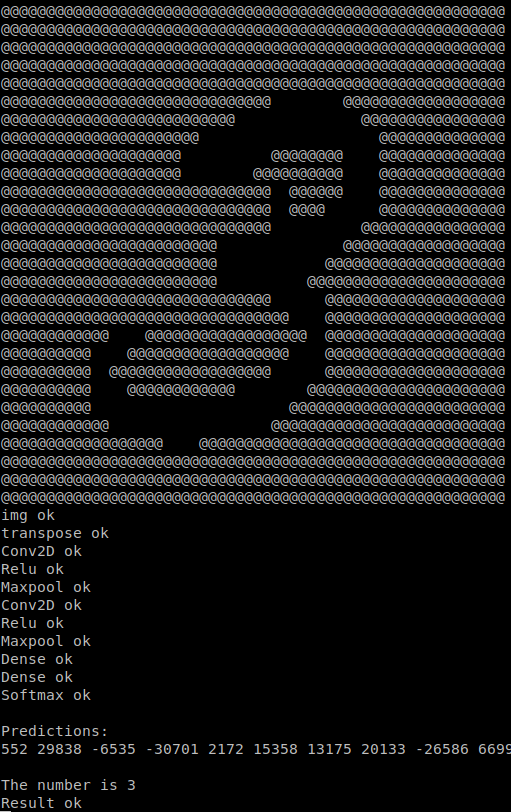 img ok
transpose ok
Conv2D ok
Relu ok
Maxpool ok
Conv2D ok
Relu ok
Maxpool ok
Dense ok
Dense ok
Softmax ok
Predictions:
552 29838 -6535 -30701 2172 15358 13175 20133 -26586 6699
The number is 3
Result ok